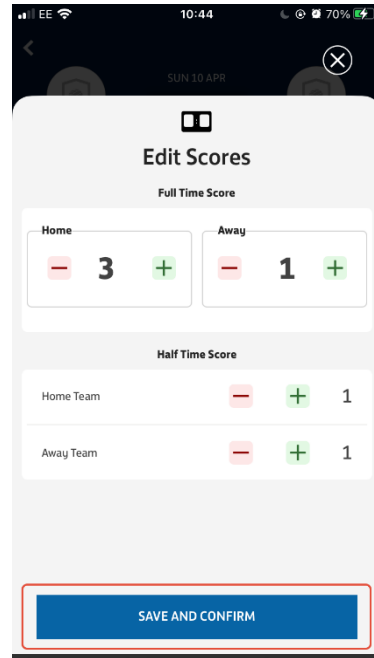 EE 10:44 70%
SUN 10 APR
Edit Scores
Full Time Score
Home Away
3 1
Half Time Score
Home Team 1
Away Team 1
SAVE AND CONFIRM